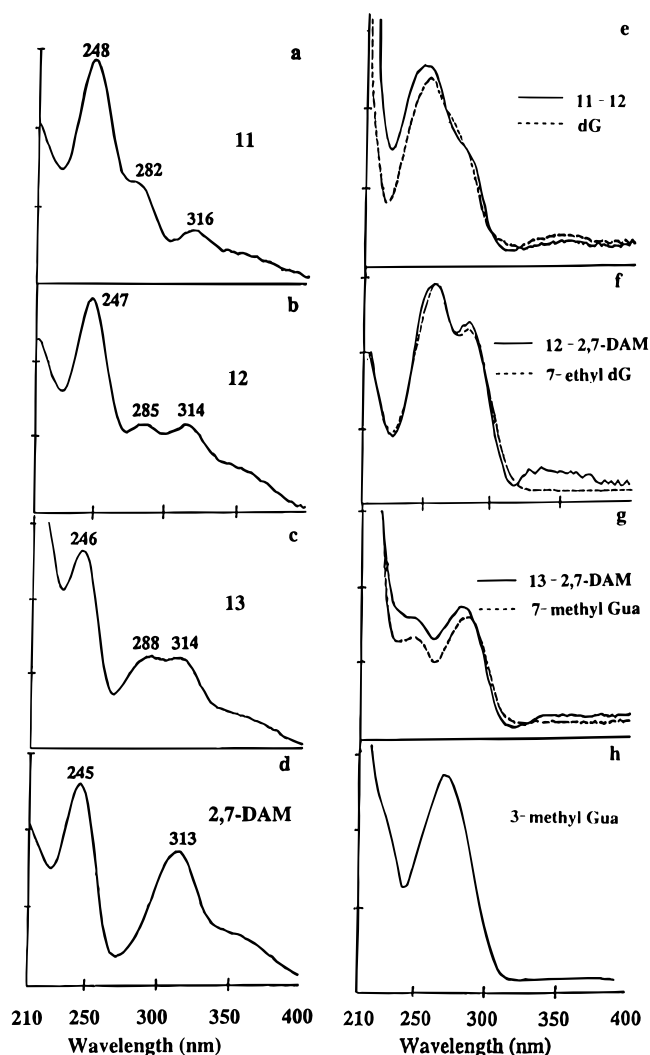 a
248
11
282
316
b
247
12
285
314
c
246
13
288
314
d
245
2,7-DAM
313
210
250
300
350
400
Wavelength (nm)
e
11 - 12
dG
f
12 - 2,7-DAM
7- ethyl dG
g
13 - 2,7-DAM
7- methyl Gua
h
3- methyl Gua
210
250
300
350
400
Wavelength (nm)